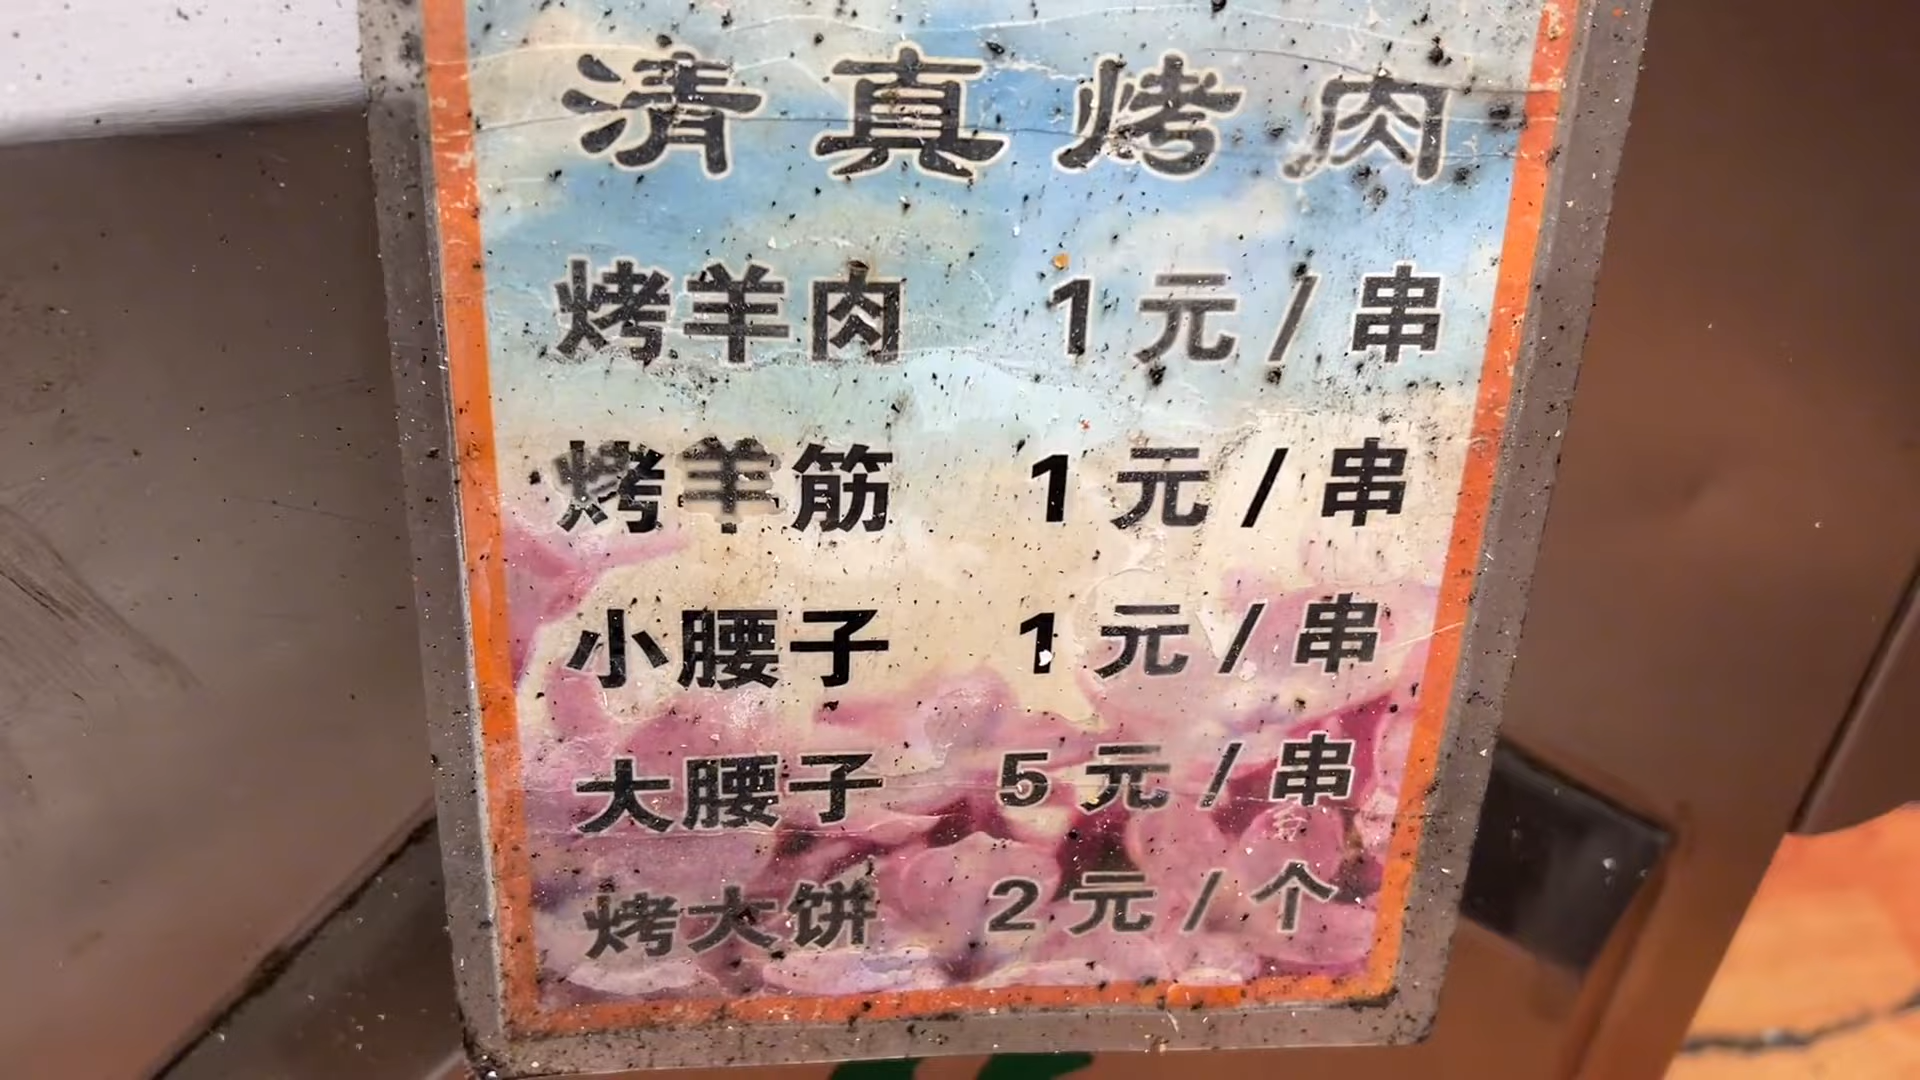 清真烤肉
烤羊肉 1元/串
烤羊筋 1元/串
小腰子 1元/串
大腰子 5元/串
烤大饼 2元/个